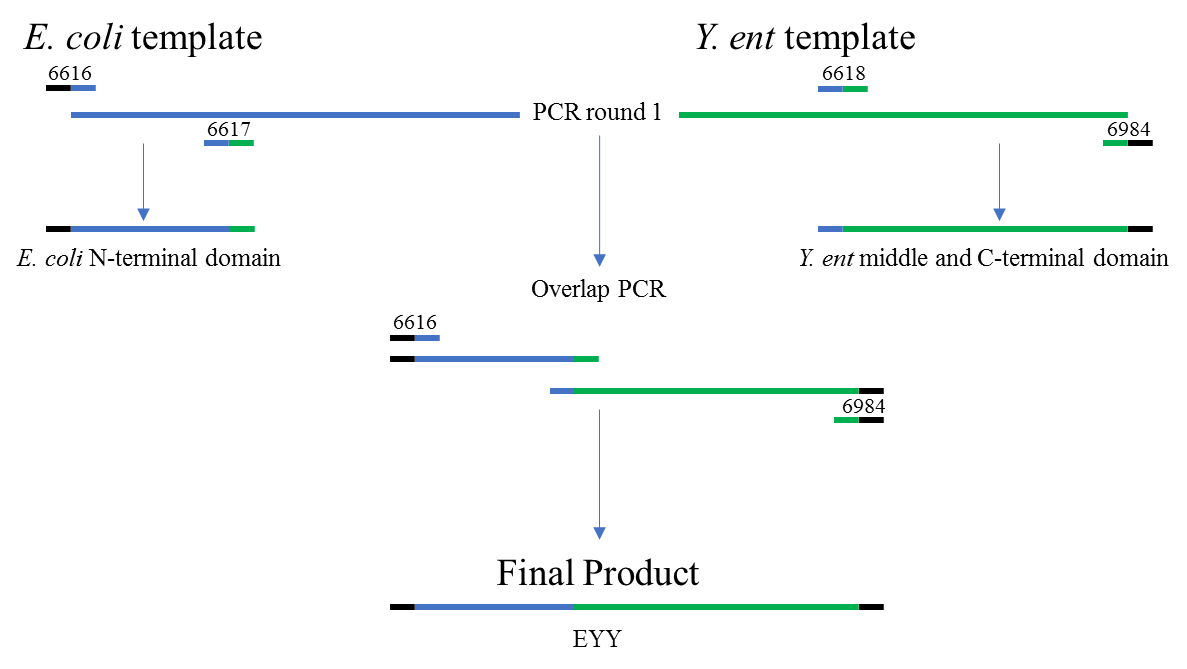 E. coli template
Y. ent template
6616
6618
PCR round 1
6617
6984
E. coli N-terminal domain
Y. ent middle and C-terminal domain
Overlap PCR
6616
6984
Final Product
EYY